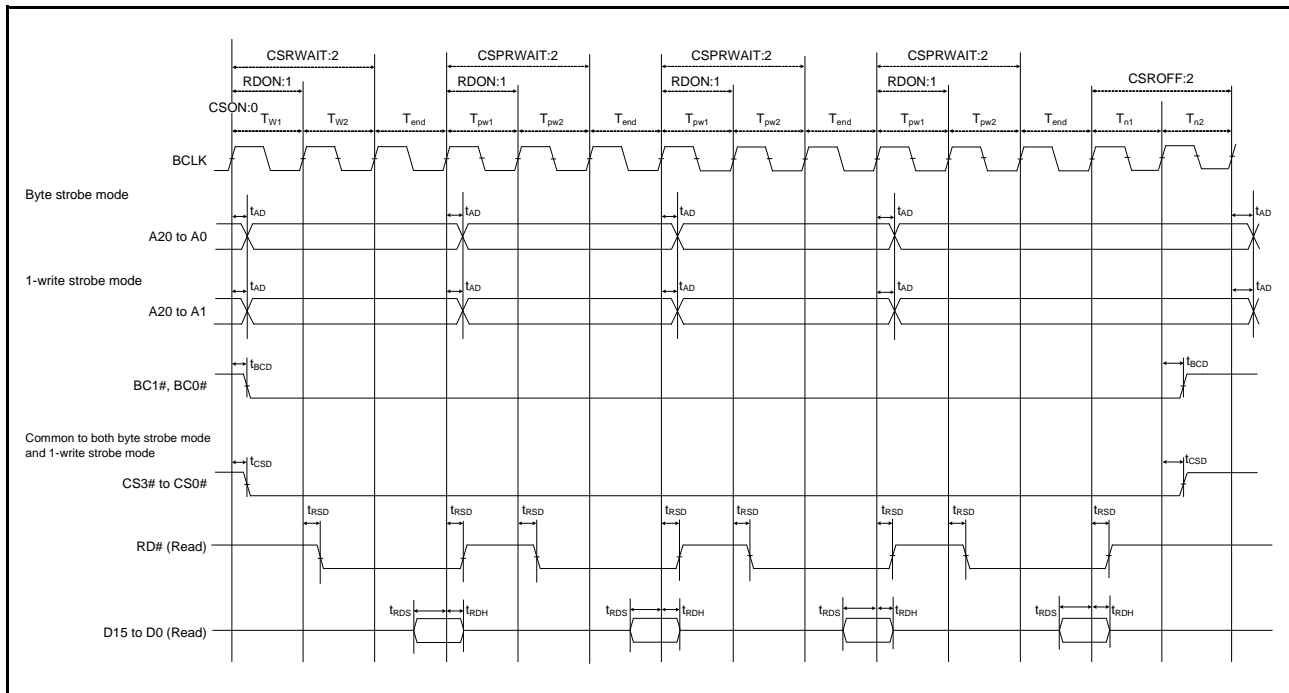 CSRWAIT:2 CSPRWAIT:2 CSPRWAIT:2 CSPRWAIT:2
RDON:1 RDON:1 RDON:1 RDON:1 CSROFF:2
CSON:0
TW1 TW2 Tend Tpw1 Tpw2 Tend Tpw1 Tpw2 Tend Tpw1 Tpw2 Tend Tn1 Tn2
BCLK
Byte strobe mode
tAD tAD tAD tAD tAD
A20 to A0
1-write strobe mode
tAD tAD tAD tAD tAD
A20 to A1
tBCD tBCD
BC1#, BC0#
Common to both byte strobe mode
and 1-write strobe mode
tCSD tCSD
CS3# to CS0#
tRSD tRSD tRSD tRSD tRSD tRSD tRSD tRSD
RD# (Read)
tRDS tRDH tRDS tRDH tRDS tRDH tRDS tRDH
D15 to D0 (Read)